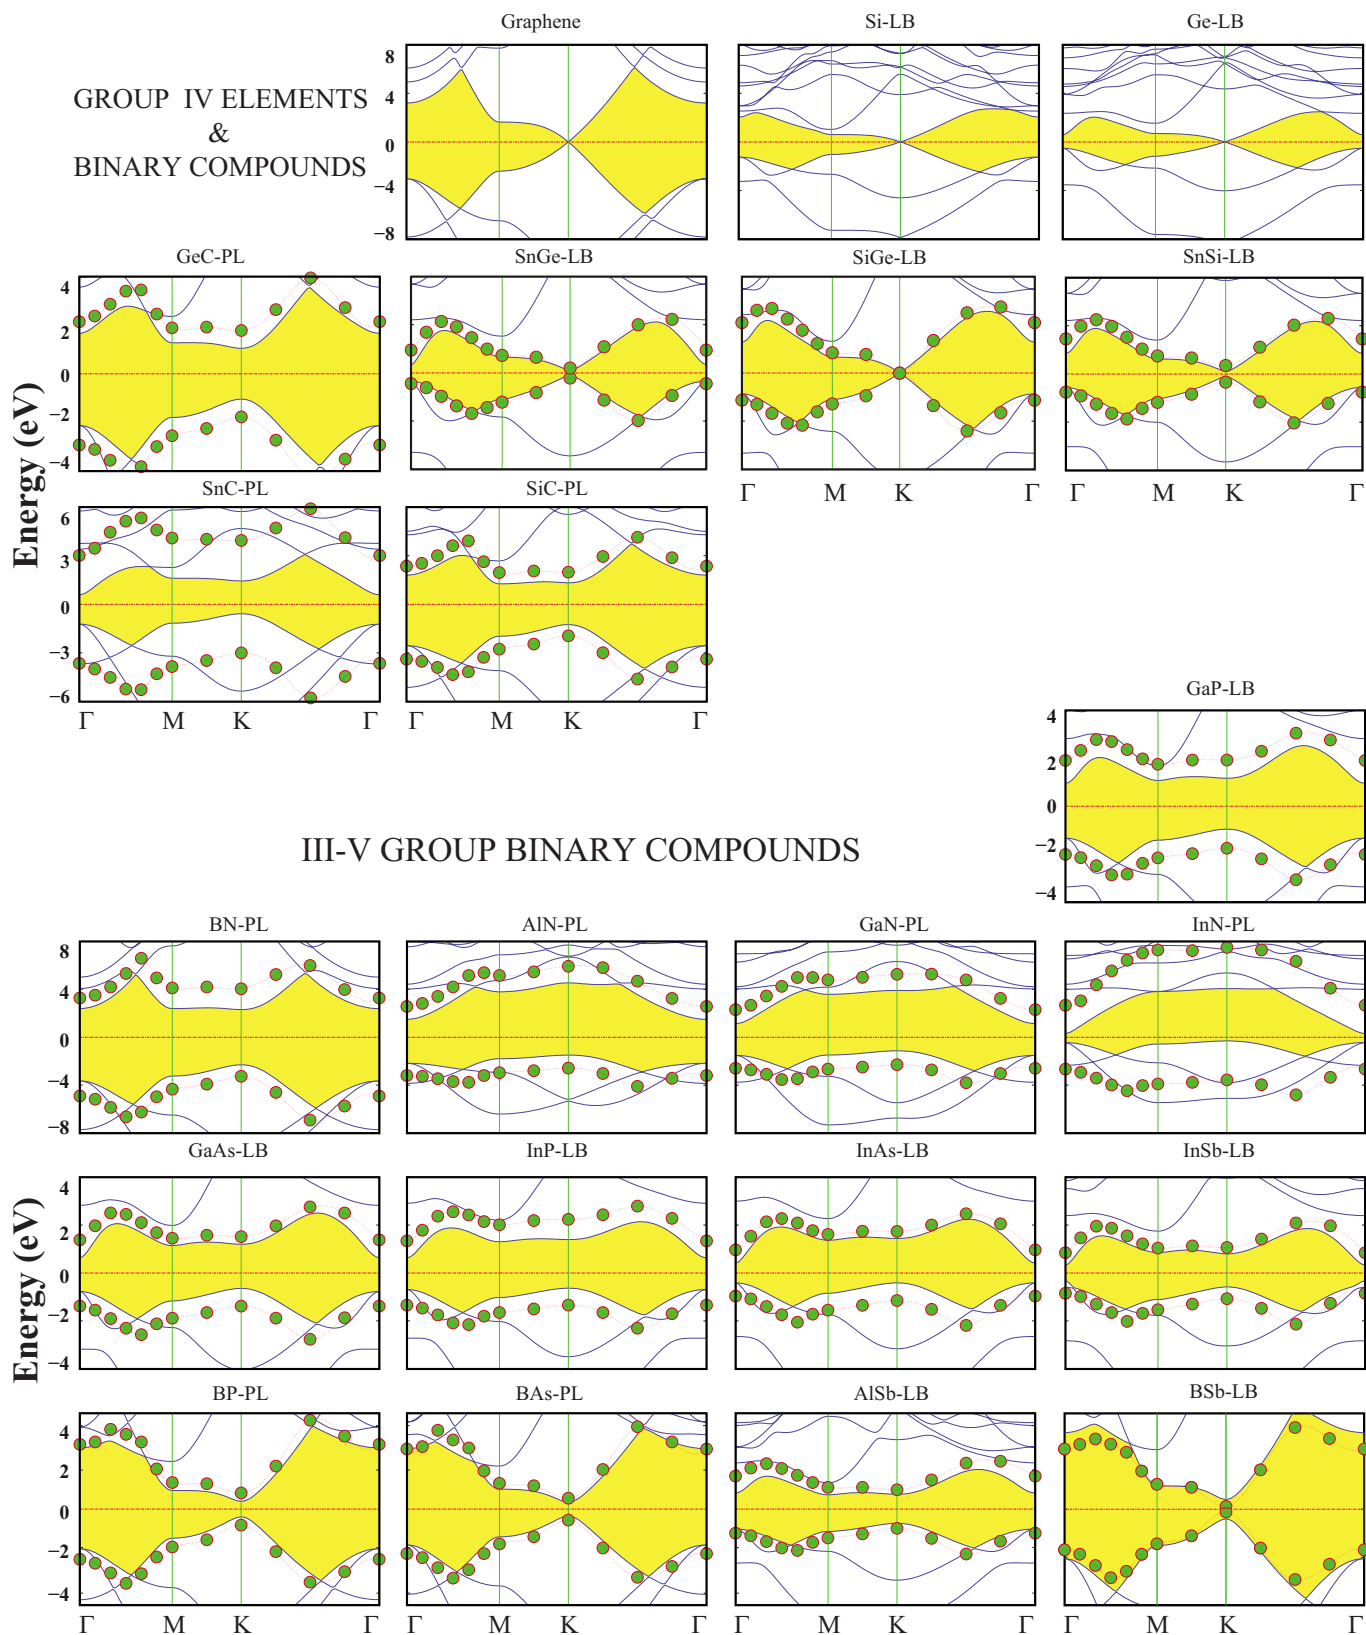 Graphene Si-LB Ge-LB
GROUP IV ELEMENTS
&
BINARY COMPOUNDS
8
4
0
−4
−8
GeC-PL SnGe-LB SiGe-LB SnSi-LB
4
2
0
−2
−4
Γ M K Γ Γ M K Γ
SnC-PL SiC-PL
6
3
0
−3
−6
Γ M K Γ Γ M K Γ
Energy (eV)
GaP-LB
4
2
0
−2
−4
III-V GROUP BINARY COMPOUNDS
BN-PL AlN-PL GaN-PL InN-PL
8
4
0
−4
−8
GaAs-LB InP-LB InAs-LB InSb-LB
4
2
0
−2
−4
Energy (eV)
BP-PL BAs-PL AlSb-LB BSb-LB
4
2
0
−2
−4
Γ M K Γ Γ M K Γ Γ M K Γ Γ M K Γ